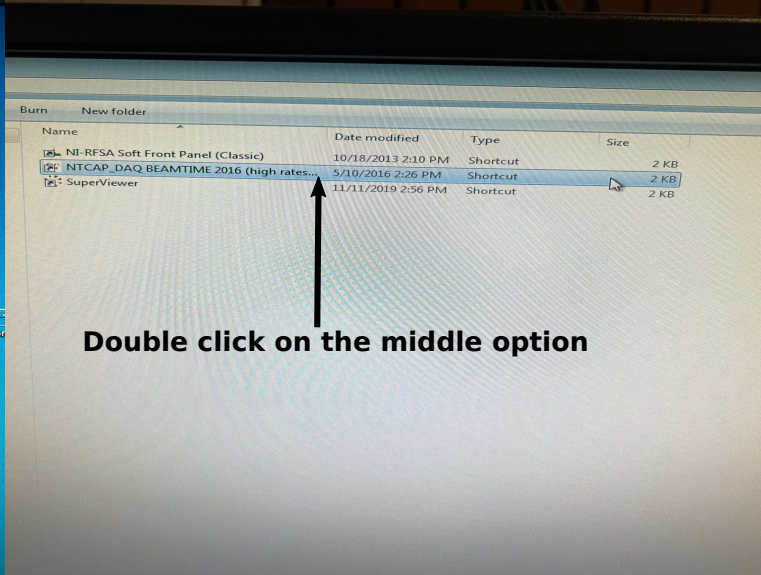 Burn New folder
Name Date modified Type Size
NI-RFSA Soft Front Panel (Classic) 10/18/2013 2:10 PM Shortcut 2 KB
NTCAP_DAQ BEAMTIME 2016 (high rates... 5/10/2016 2:26 PM Shortcut 2 KB
SuperViewer 11/11/2019 2:56 PM Shortcut 2 KB
Double click on the middle option